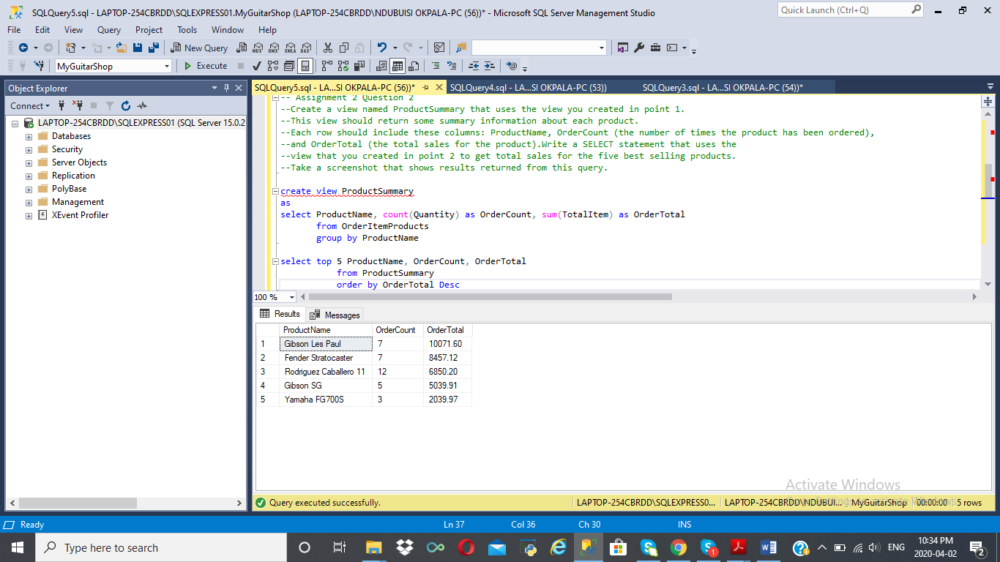 SQLQuery5.sql - LAPTOP-254CBRDD\SQLEXPRESS01.MyGuitarShop (LAPTOP-254CBRDD\NDUBUISI OKPALA-PC (56))* - Microsoft SQL Server Management Studio
Quick Launch (Ctrl+Q)
File Edit View Query Project Tools Window Help
New Query MDX DMX XMLA DAX
MyGuitarShop Execute
Object Explorer
SQLQuery5.sql - LA...SI OKPALA-PC (56))* SQLQuery4.sql - LA...SI OKPALA-PC (53)) SQLQuery3.sql - LA...SI OKPALA-PC (54))*
Connect
LAPTOP-254CBRDD\SQLEXPRESS01 (SQL Server 15.0.2
Databases
Security
Server Objects
Replication
PolyBase
Management
XEvent Profiler
-- Assignment 2 Question 2
--Create a view named ProductSummary that uses the view you created in point 1.
--This view should return some summary information about each product.
--Each row should include these columns: ProductName, OrderCount (the number of times the product has been ordered),
--and OrderTotal (the total sales for the product).Write a SELECT statement that uses the
--view that you created in point 2 to get total sales for the five best selling products.
--Take a screenshot that shows results returned from this query.
create view ProductSummary
as
select ProductName, count(Quantity) as OrderCount, sum(TotalItem) as OrderTotal
from OrderItemProducts
group by ProductName
select top 5 ProductName, OrderCount, OrderTotal
from ProductSummary
order by OrderTotal Desc
100 %
Results Messages
ProductName OrderCount OrderTotal
1 Gibson Les Paul 7 10071.60
2 Fender Stratocaster 7 8457.12
3 Rodriguez Caballero 11 12 6850.20
4 Gibson SG 5 5039.91
5 Yamaha FG700S 3 2039.97
Activate Windows
Query executed successfully. LAPTOP-254CBRDD\SQLEXPRESS0... LAPTOP-254CBRDD\NDUBUI... MyGuitarShop 00:00:00 5 rows
Ready Ln 37 Col 36 Ch 30 INS
Type here to search
1
ENG
10:34 PM
2020-04-02
2